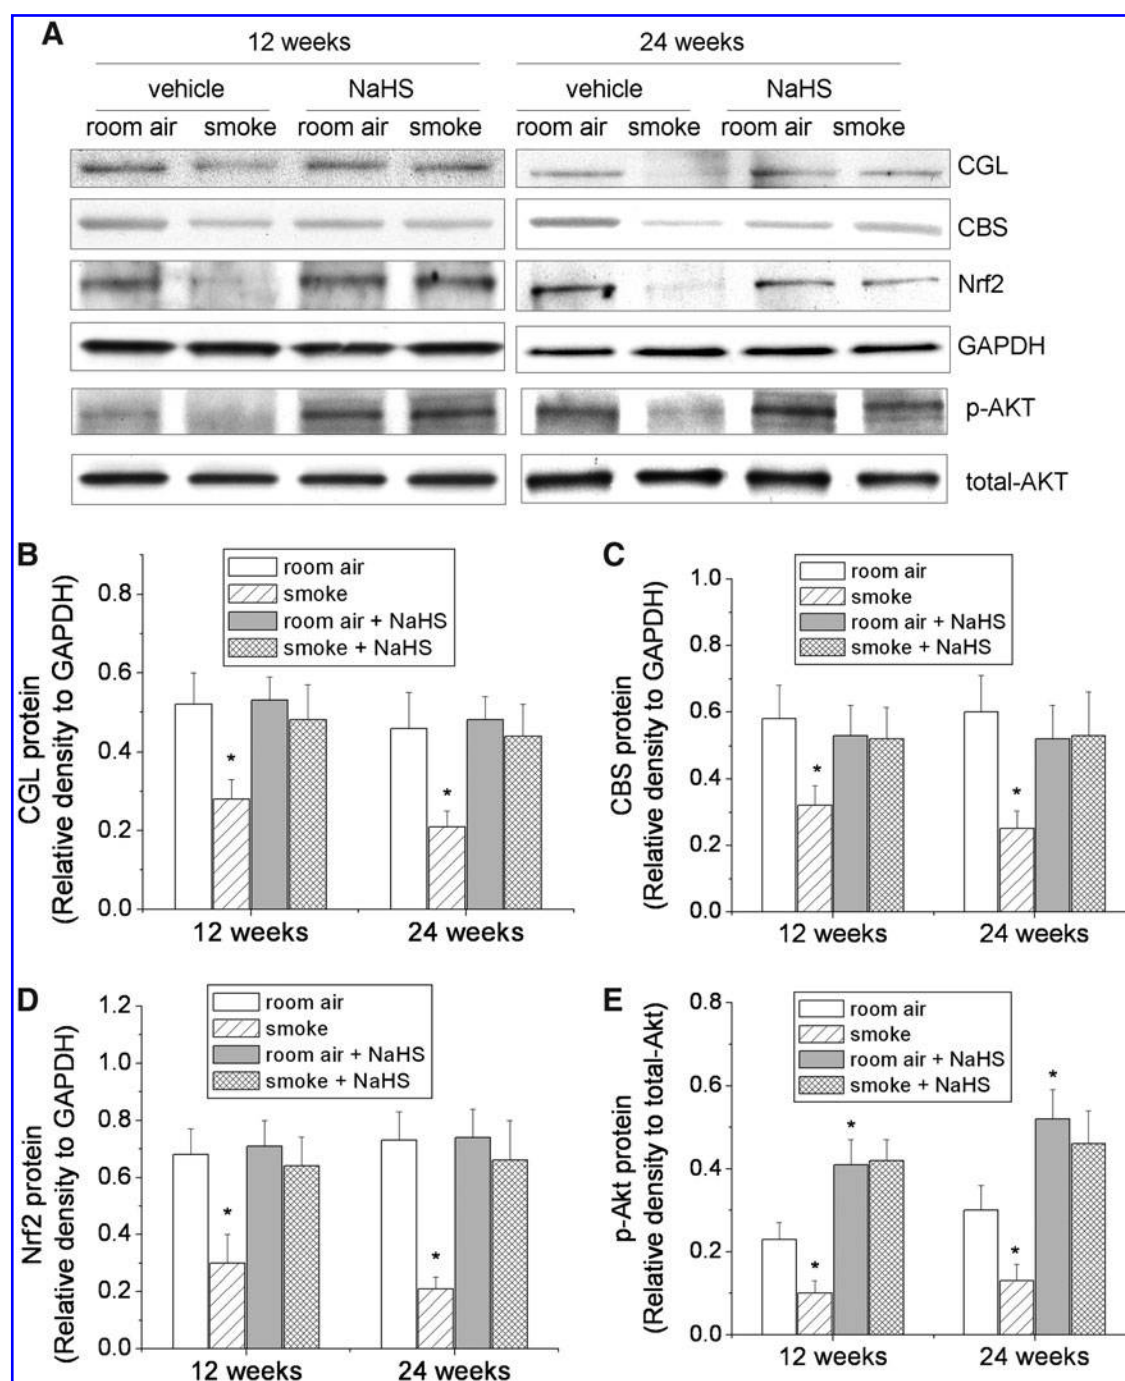 A
12 weeks 24 weeks
vehicle NaHS vehicle NaHS
room air smoke room air smoke room air smoke room air smoke
CGL
CBS
Nrf2
GAPDH
p-AKT
total-AKT
B
CGL protein
(Relative density to GAPDH)
0.8
0.6
0.4
0.2
0.0
room air
smoke
room air + NaHS
smoke + NaHS
* *
12 weeks 24 weeks
C
CBS protein
(Relative density to GAPDH)
1.0
0.8
0.6
0.4
0.2
0.0
room air
smoke
room air + NaHS
smoke + NaHS
* *
12 weeks 24 weeks
D
Nrf2 protein
(Relative density to GAPDH)
1.2
1.0
0.8
0.6
0.4
0.2
0.0
room air
smoke
room air + NaHS
smoke + NaHS
* *
12 weeks 24 weeks
E
p-Akt protein
(Relative density to total-Akt)
0.8
0.6
0.4
0.2
0.0
room air
smoke
room air + NaHS
smoke + NaHS
* * * *
12 weeks 24 weeks